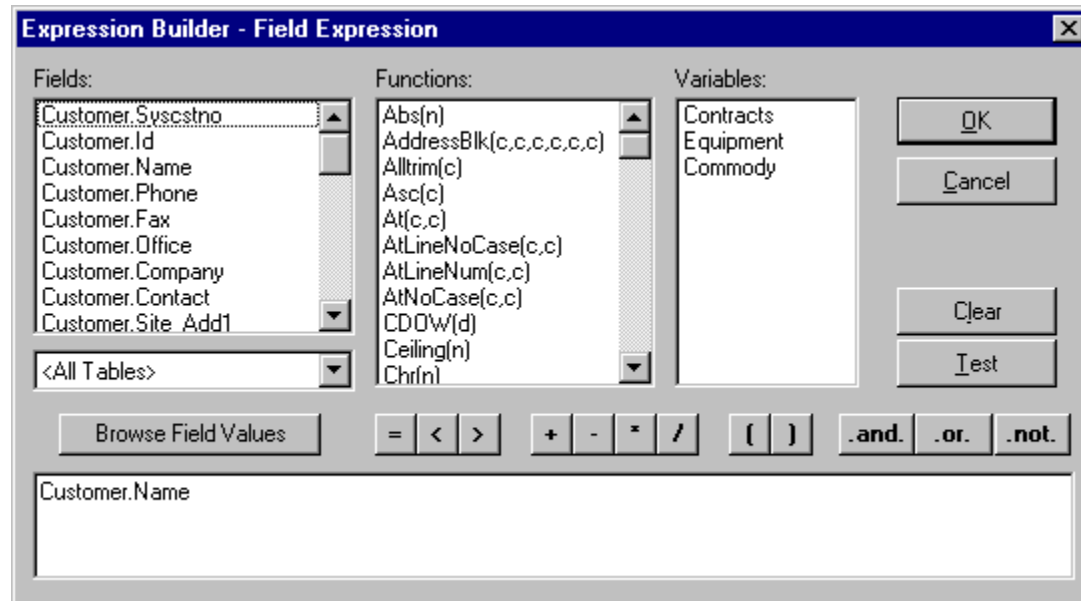 Expression Builder - Field Expression
Fields:
Customer.Syscstno
Customer.Id
Customer.Name
Customer.Phone
Customer.Fax
Customer.Office
Customer.Company
Customer.Contact
Customer.Site_Add1
<All Tables>
Functions:
Abs(n)
AddressBlk(c,c,c,c,c,c)
Alltrim(c)
Asc(c)
At(c,c)
AtLineNoCase(c,c)
AtLineNum(c,c)
AtNoCase(c,c)
CDOW(d)
Ceiling(n)
Chr(n)
Variables:
Contracts
Equipment
Commody
OK
Cancel
Clear
Test
Browse Field Values
= < > + - * / ( ) .and. .or. .not.
Customer.Name